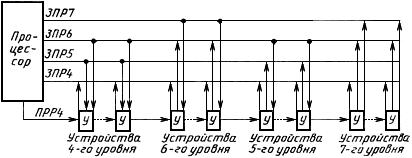 ЗПР7
Про-
цес-
сор
ЗПР6
ЗПР5
ЗПР4
ПРР4
У У У У У У У У
Устройства
4-го уровня
Устройства
6-го уровня
Устройства
5-го уровня
Устройства
7-го уровня